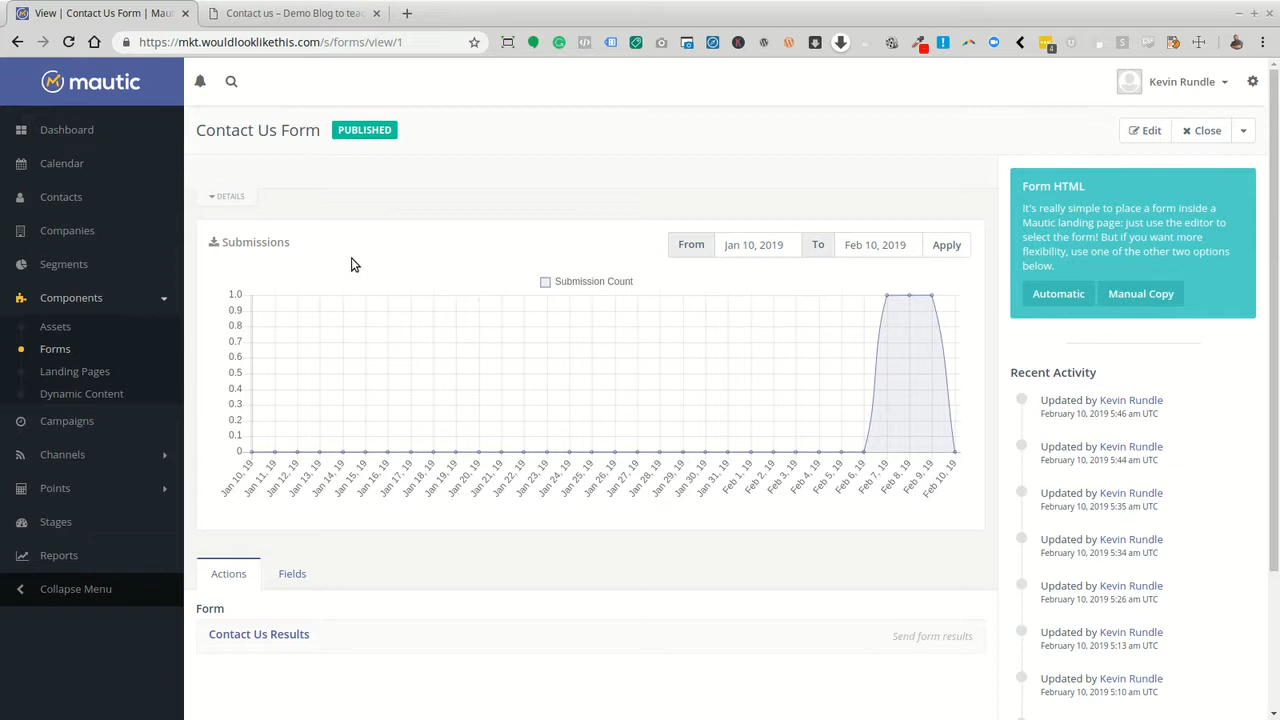 View | Contact Us Form | Mau
Contact us – Demo Blog to tea
https://mkt.wouldlooklikethis.com/s/forms/view/1
4
mautic
Kevin Rundle
Dashboard
Calendar
Contacts
Companies
Segments
Components
Assets
Forms
Landing Pages
Dynamic Content
Campaigns
Channels
Points
Stages
Reports
Collapse Menu
Contact Us Form
PUBLISHED
Edit
Close
DETAILS
Submissions
From
Jan 10, 2019
To
Feb 10, 2019
Apply
Submission Count
1.0
0.9
0.8
0.7
0.6
0.5
0.4
0.3
0.2
0.1
0
Jan 10, 19
Jan 11, 19
Jan 12, 19
Jan 13, 19
Jan 14, 19
Jan 15, 19
Jan 16, 19
Jan 17, 19
Jan 18, 19
Jan 19, 19
Jan 20, 19
Jan 21, 19
Jan 22, 19
Jan 23, 19
Jan 24, 19
Jan 25, 19
Jan 26, 19
Jan 27, 19
Jan 28, 19
Jan 29, 19
Jan 30, 19
Jan 31, 19
Feb 1, 19
Feb 2, 19
Feb 3, 19
Feb 4, 19
Feb 5, 19
Feb 6, 19
Feb 7, 19
Feb 8, 19
Feb 9, 19
Feb 10, 19
Actions
Fields
Form
Contact Us Results
Send form results
Form HTML
It's really simple to place a form inside a
Mautic landing page: just use the editor to
select the form! But if you want more
flexibility, use one of the other two options
below.
Automatic
Manual Copy
Recent Activity
Updated by Kevin Rundle
February 10, 2019 5:46 am UTC
Updated by Kevin Rundle
February 10, 2019 5:44 am UTC
Updated by Kevin Rundle
February 10, 2019 5:35 am UTC
Updated by Kevin Rundle
February 10, 2019 5:34 am UTC
Updated by Kevin Rundle
February 10, 2019 5:26 am UTC
Updated by Kevin Rundle
February 10, 2019 5:13 am UTC
Updated by Kevin Rundle
February 10, 2019 5:10 am UTC